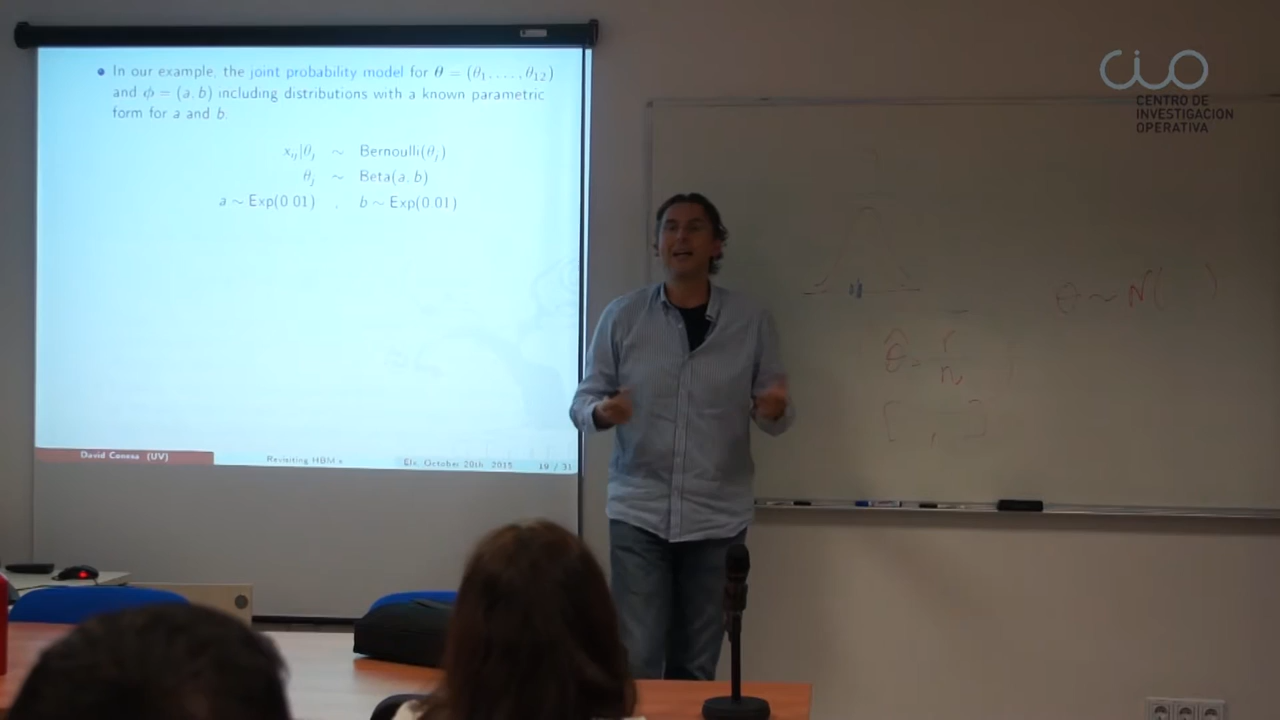 In our example, the joint probability model for θ = (θ₁, . . . , θ₁₂)
and ϕ = (a, b) including distributions with a known parametric
form for a and b.
xᵢⱼ|θⱼ ∼ Bernoulli(θⱼ)
θⱼ ∼ Beta(a, b)
a ∼ Exp(0.01) , b ∼ Exp(0.01)
David Conesa (UV) Revisiting HBM's Elx, October 20th, 2015 19 / 31
CIO
CENTRO DE
INVESTIGACION
OPERATIVA
θ ∼ N( )
θ̂ = r
n
[ , ]